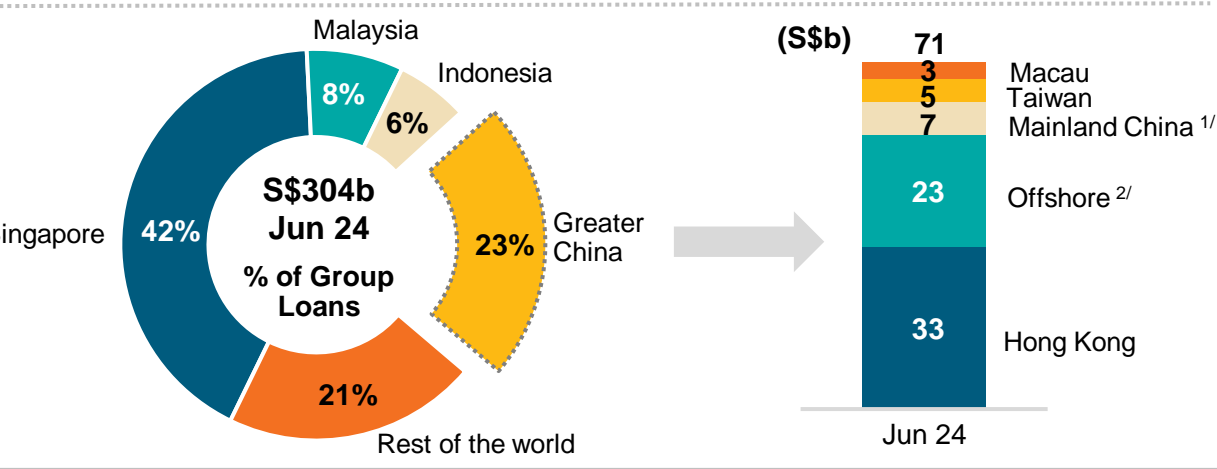 Malaysia
Indonesia
8%
6%
S$304b
Jun 24
% of Group
Loans
ingapore
42%
23%
Greater
China
21%
Rest of the world
(S$b)
71
3
Macau
5
Taiwan
7
Mainland China 1/
23
Offshore 2/
33
Hong Kong
Jun 24